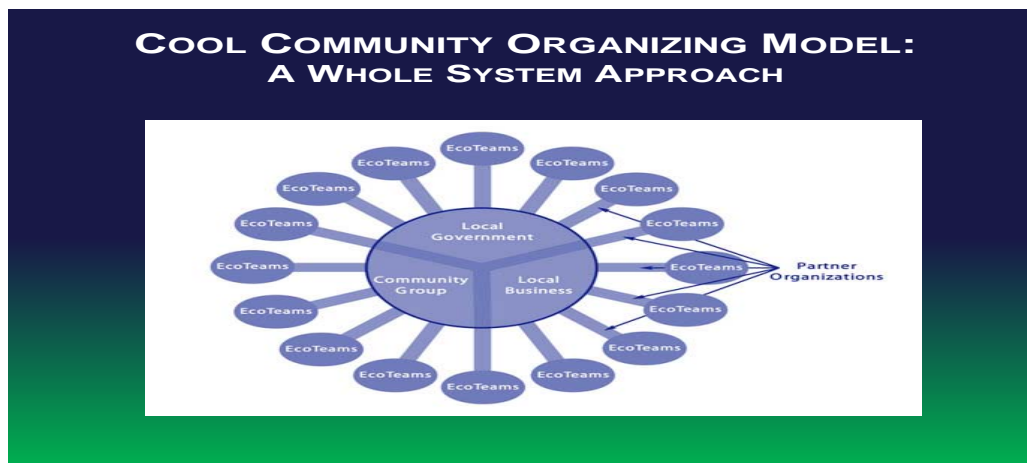 COOL COMMUNITY ORGANIZING MODEL:
A WHOLE SYSTEM APPROACH
EcoTeams
EcoTeams
EcoTeams
EcoTeams
EcoTeams
EcoTeams
EcoTeams
Local
Government
EcoTeams
EcoTeams
Partner
Organizations
Community
Group
Local
Business
EcoTeams
EcoTeams
EcoTeams
EcoTeams
EcoTeams
EcoTeams
EcoTeams